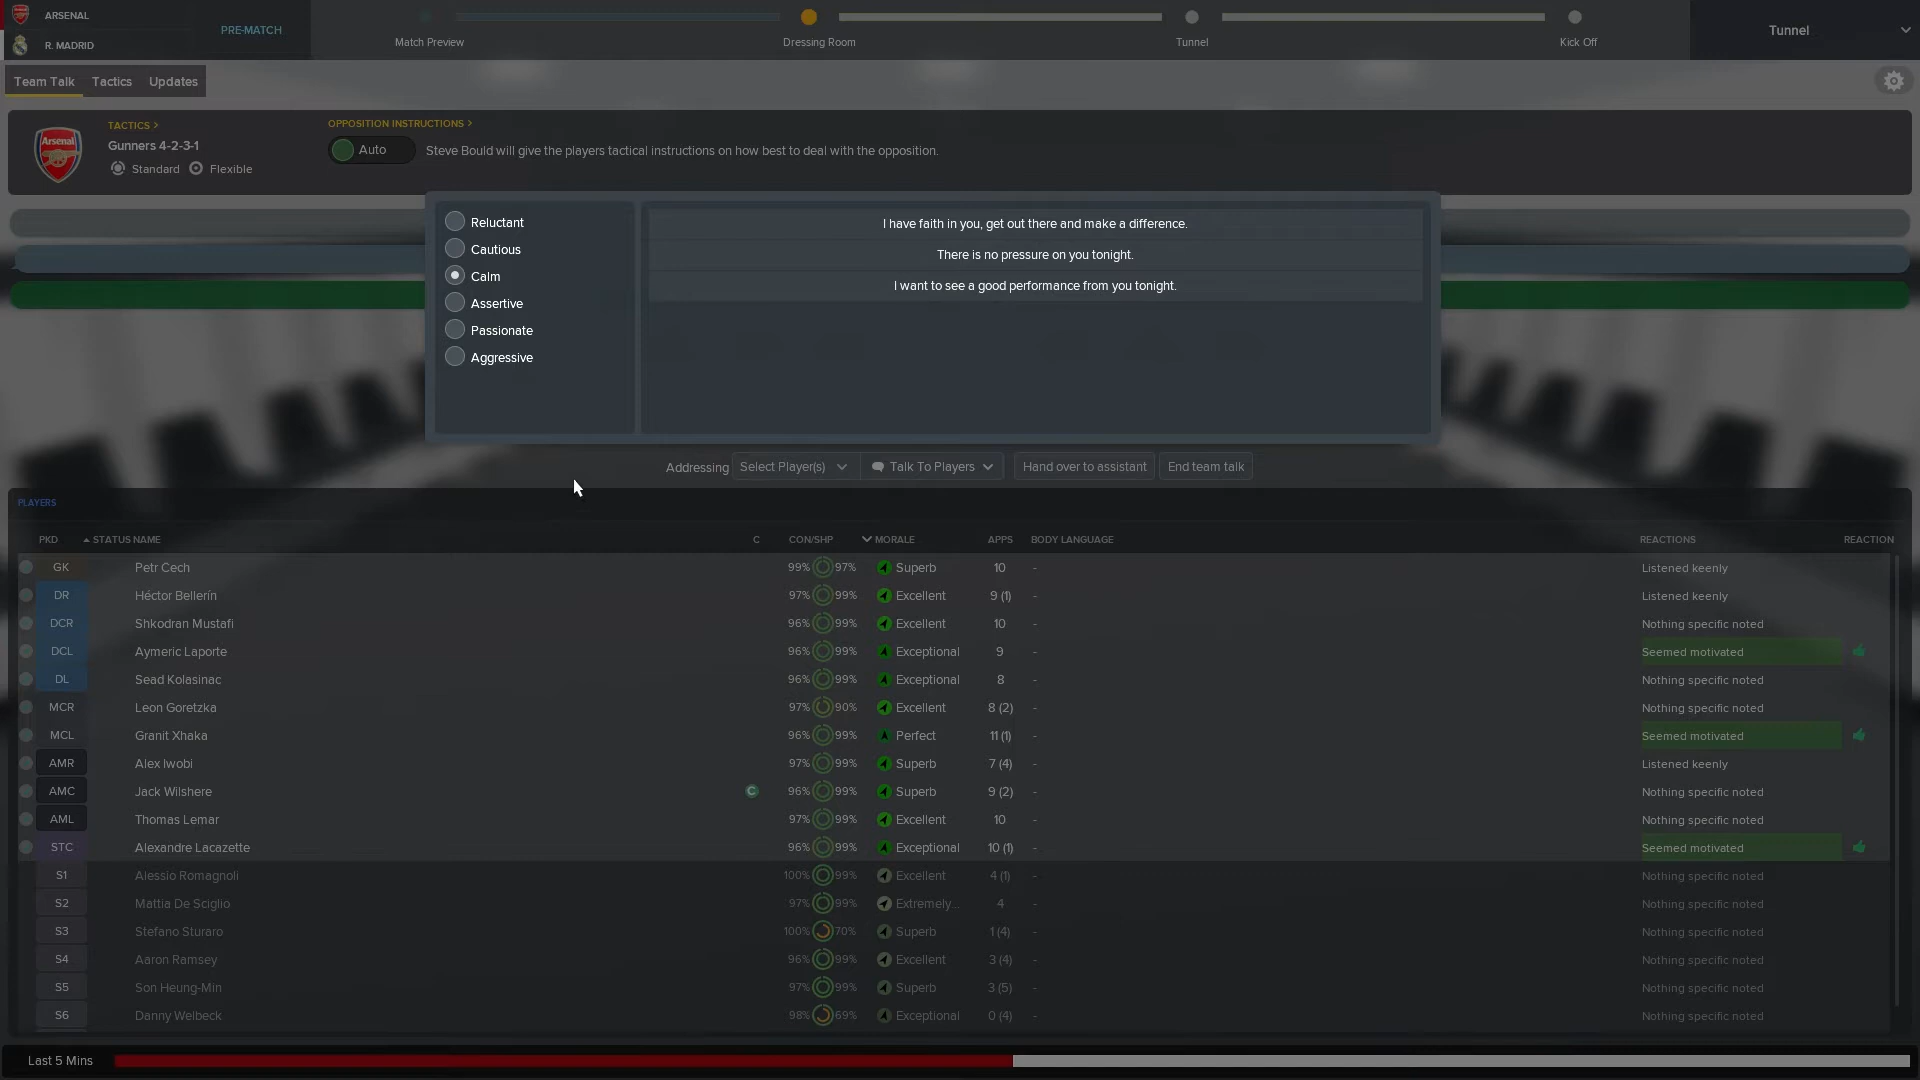 ARSENAL
R. MADRID
PRE-MATCH
Match Preview
Dressing Room
Tunnel
Kick Off
Tunnel
Team Talk Tactics Updates
Arsenal
TACTICS >
Gunners 4-2-3-1
Standard Flexible
OPPOSITION INSTRUCTIONS >
Auto Steve Bould will give the players tactical instructions on how best to deal with the opposition.
Reluctant
Cautious
Calm
Assertive
Passionate
Aggressive
I have faith in you, get out there and make a difference.
There is no pressure on you tonight.
I want to see a good performance from you tonight.
Addressing Select Player(s) Talk To Players Hand over to assistant End team talk
PLAYERS
PKD STATUS NAME C CON/SHP MORALE APPS BODY LANGUAGE REACTIONS REACTION
GK Petr Cech 99% 97% Superb 10 - Listened keenly
DR Héctor Bellerín 97% 99% Excellent 9 (1) - Listened keenly
DCR Shkodran Mustafi 96% 99% Excellent 10 - Nothing specific noted
DCL Aymeric Laporte 96% 99% Exceptional 9 - Seemed motivated
DL Sead Kolasinac 96% 99% Exceptional 8 - Nothing specific noted
MCR Leon Goretzka 97% 90% Excellent 8 (2) - Nothing specific noted
MCL Granit Xhaka 96% 99% Perfect 11 (1) - Seemed motivated
AMR Alex Iwobi 97% 99% Superb 7 (4) - Listened keenly
AMC Jack Wilshere C 96% 99% Superb 9 (2) - Nothing specific noted
AML Thomas Lemar 97% 99% Excellent 10 - Nothing specific noted
STC Alexandre Lacazette 96% 99% Exceptional 10 (1) - Seemed motivated
S1 Alessio Romagnoli 100% 99% Excellent 4 (1) - Nothing specific noted
S2 Mattia De Sciglio 97% 99% Extremely... 4 - Nothing specific noted
S3 Stefano Sturaro 100% 70% Superb 1 (4) - Nothing specific noted
S4 Aaron Ramsey 96% 99% Excellent 3 (4) - Nothing specific noted
S5 Son Heung-Min 97% 99% Superb 3 (5) - Nothing specific noted
S6 Danny Welbeck 98% 69% Exceptional 0 (4) - Nothing specific noted
Last 5 Mins